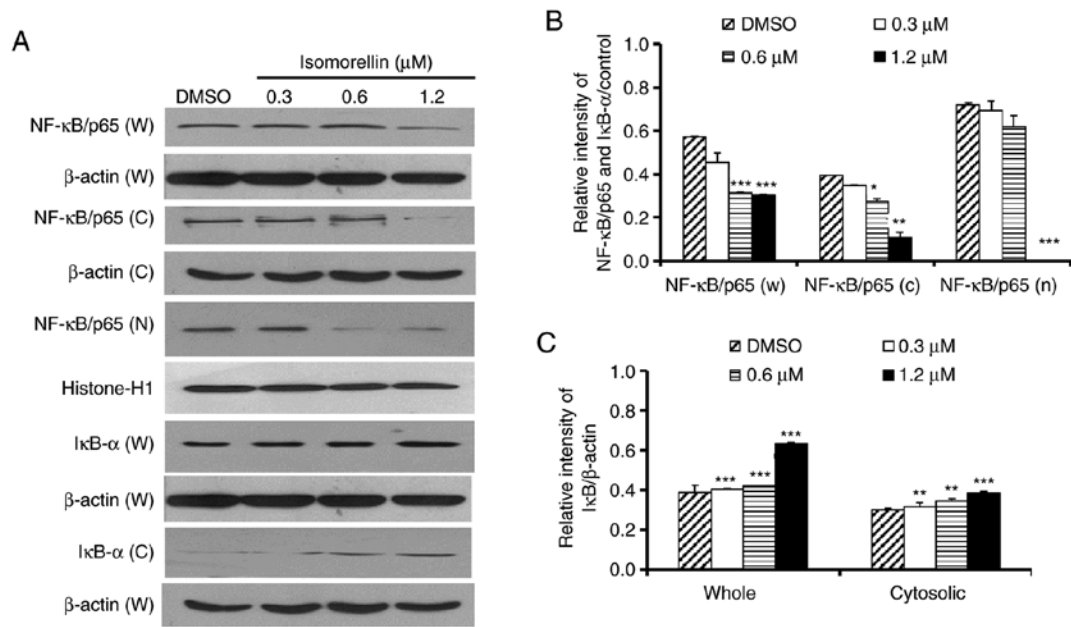 A
Isomorellin (μM)
DMSO 0.3 0.6 1.2
NF-κB/p65 (W)
β-actin (W)
NF-κB/p65 (C)
β-actin (C)
NF-κB/p65 (N)
Histone-H1
IκB-α (W)
β-actin (W)
IκB-α (C)
β-actin (W)
B
DMSO 0.3 μM
0.6 μM 1.2 μM
Relative intensity of
NF-κB/p65 and IκB-α/control
1.0
0.8
0.6
0.4
0.2
0.0
*** *** * ** ***
NF-κB/p65 (w) NF-κB/p65 (c) NF-κB/p65 (n)
C
DMSO 0.3 μM
0.6 μM 1.2 μM
Relative intensity of
IκB/β-actin
1.0
0.8
0.6
0.4
0.2
0.0
*** *** *** ** ** ***
Whole Cytosolic